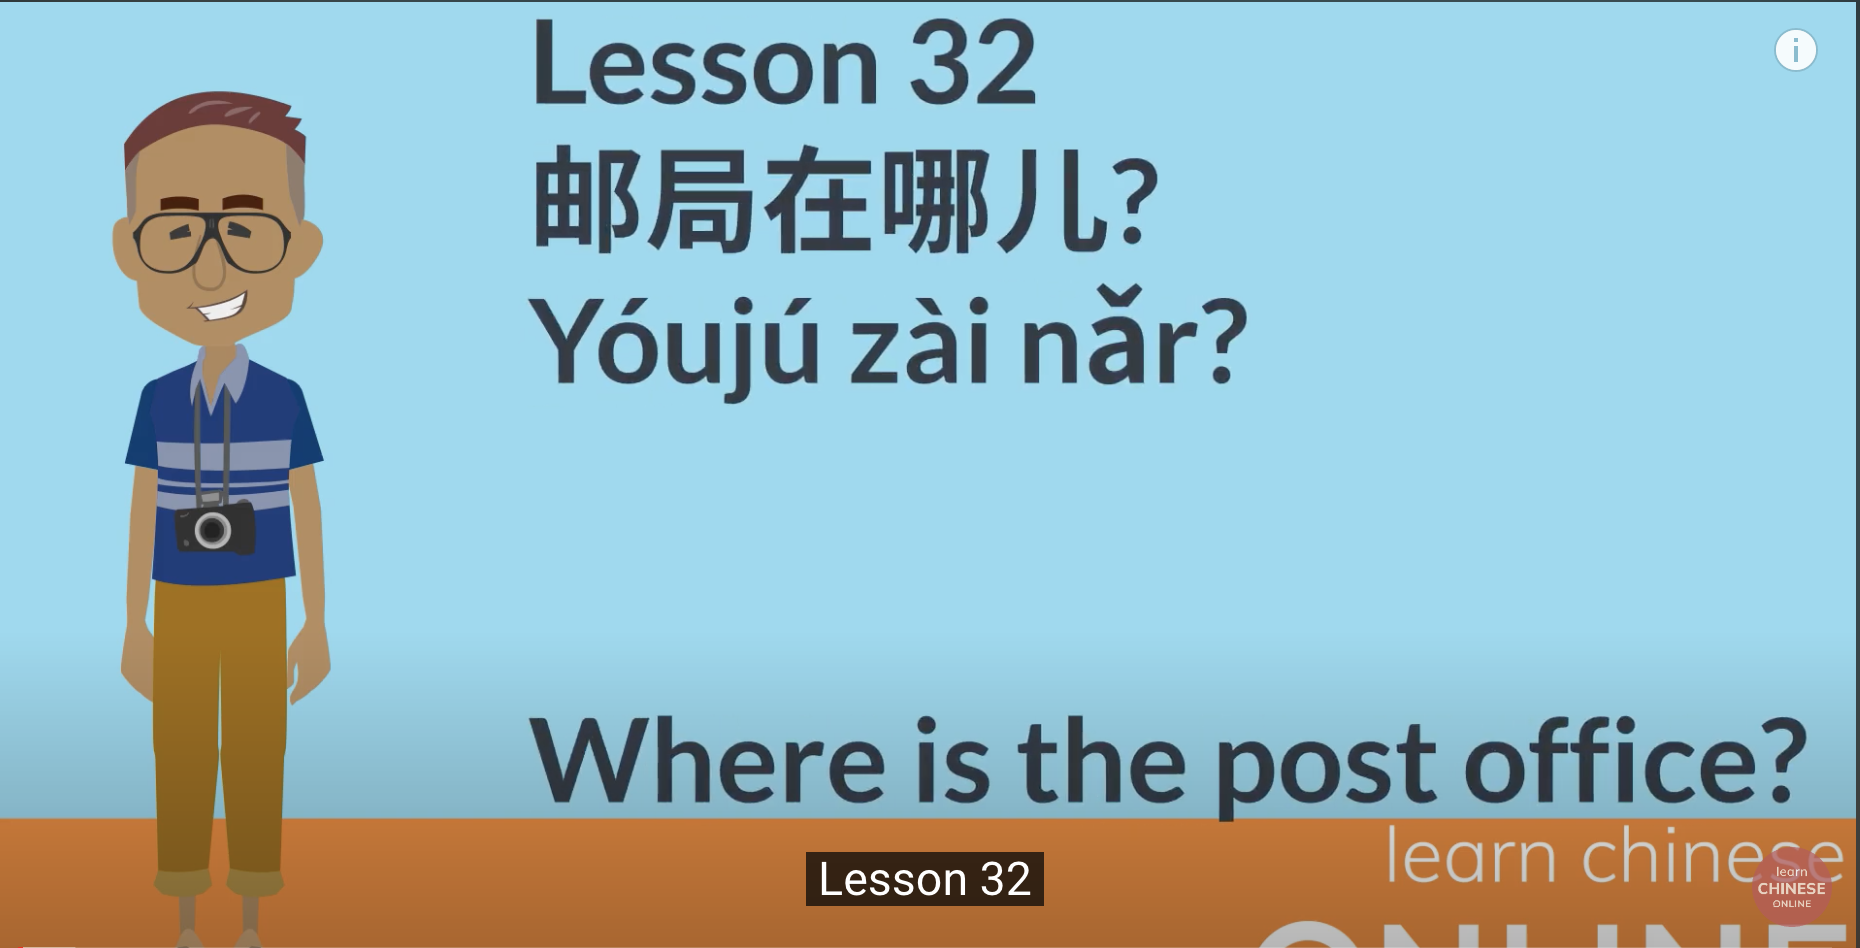 Lesson 32
邮局在哪儿?
Yóujú zài nǎr?
Where is the post office?
learn chinese
ONLINE
Lesson 32
learn
CHINESE
ONLINE
i